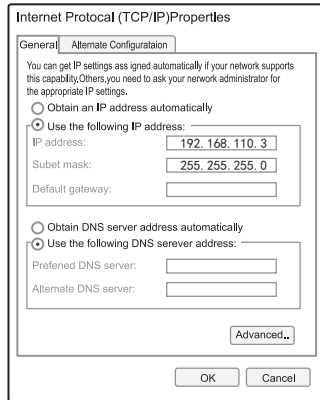 Internet Protocal (TCP/IP)Propertles
General Alternate Configurataion
You can get IP settings ass igned automatically if your network supports
this capability,Others,you need to ask your nerwork administrator for
the appropriate IP setmings.
Obtain an IP address automatically
Use the following IP address:
IP address: 192. 168. 110. 3
Subet mask: 255. 255. 255. 0
Default gateway:
Obtain DNS server address automatically
Use the following DNS serever address:
Prefened DNS server:
Alternate DNS server:
Advanced..
OK Cancel